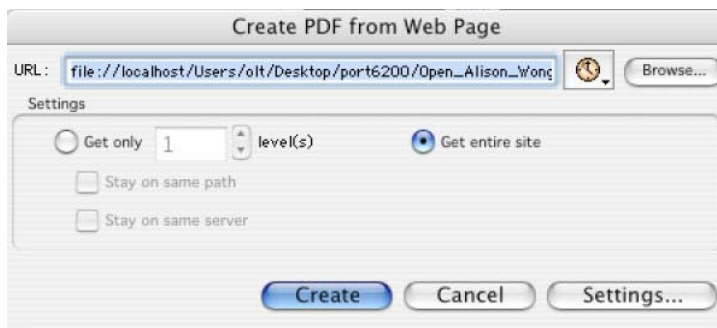 Create PDF from Web Page
URL: file://localhost/Users/olt/Desktop/port6200/Open_Alison_Wong Browse...
Settings
Get only 1 level(s) Get entire site
Stay on same path
Stay on same server
Create Cancel Settings...